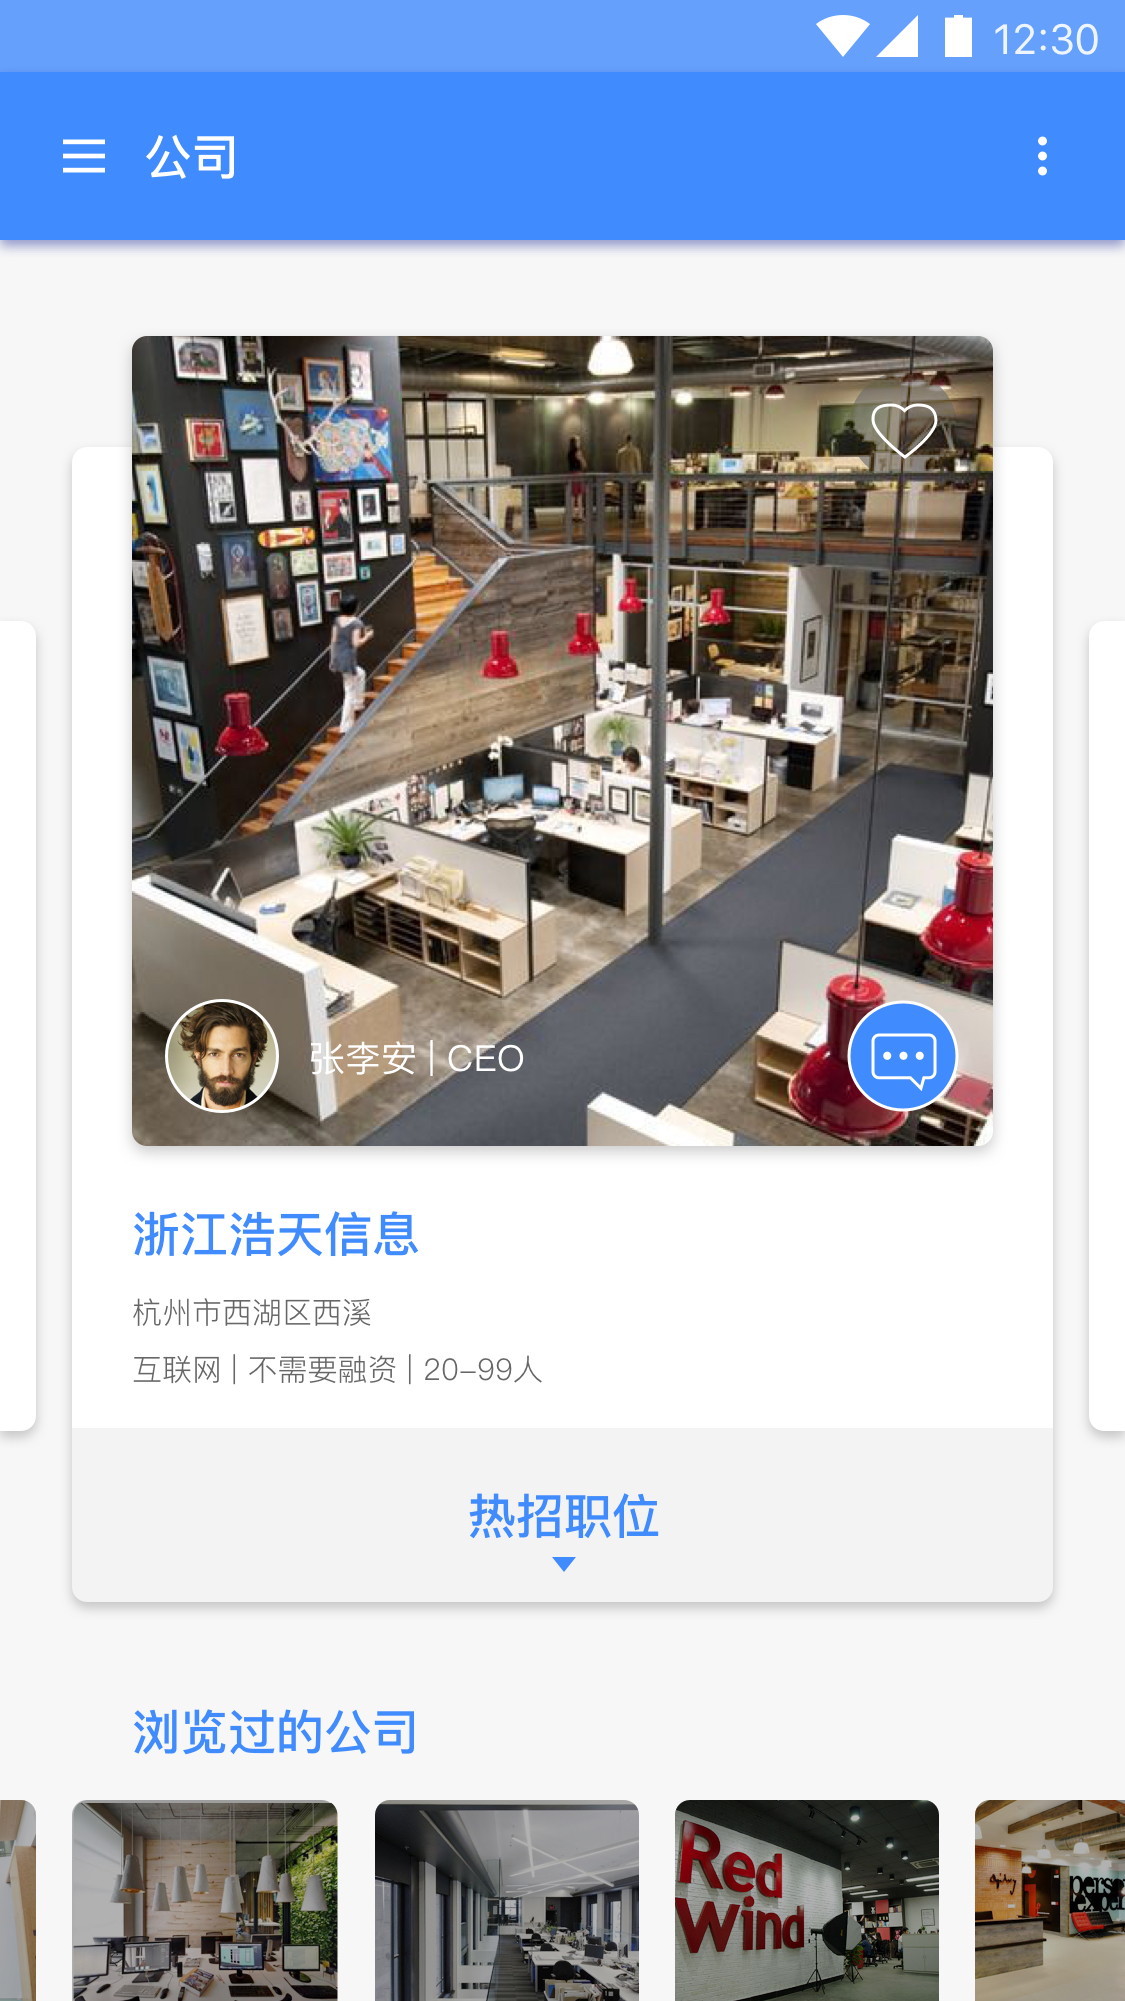 12:30
公司
张李安 | CEO
浙江浩天信息
杭州市西湖区西溪
互联网 | 不需要融资 | 20-99人
热招职位
浏览过的公司
Red
Wind